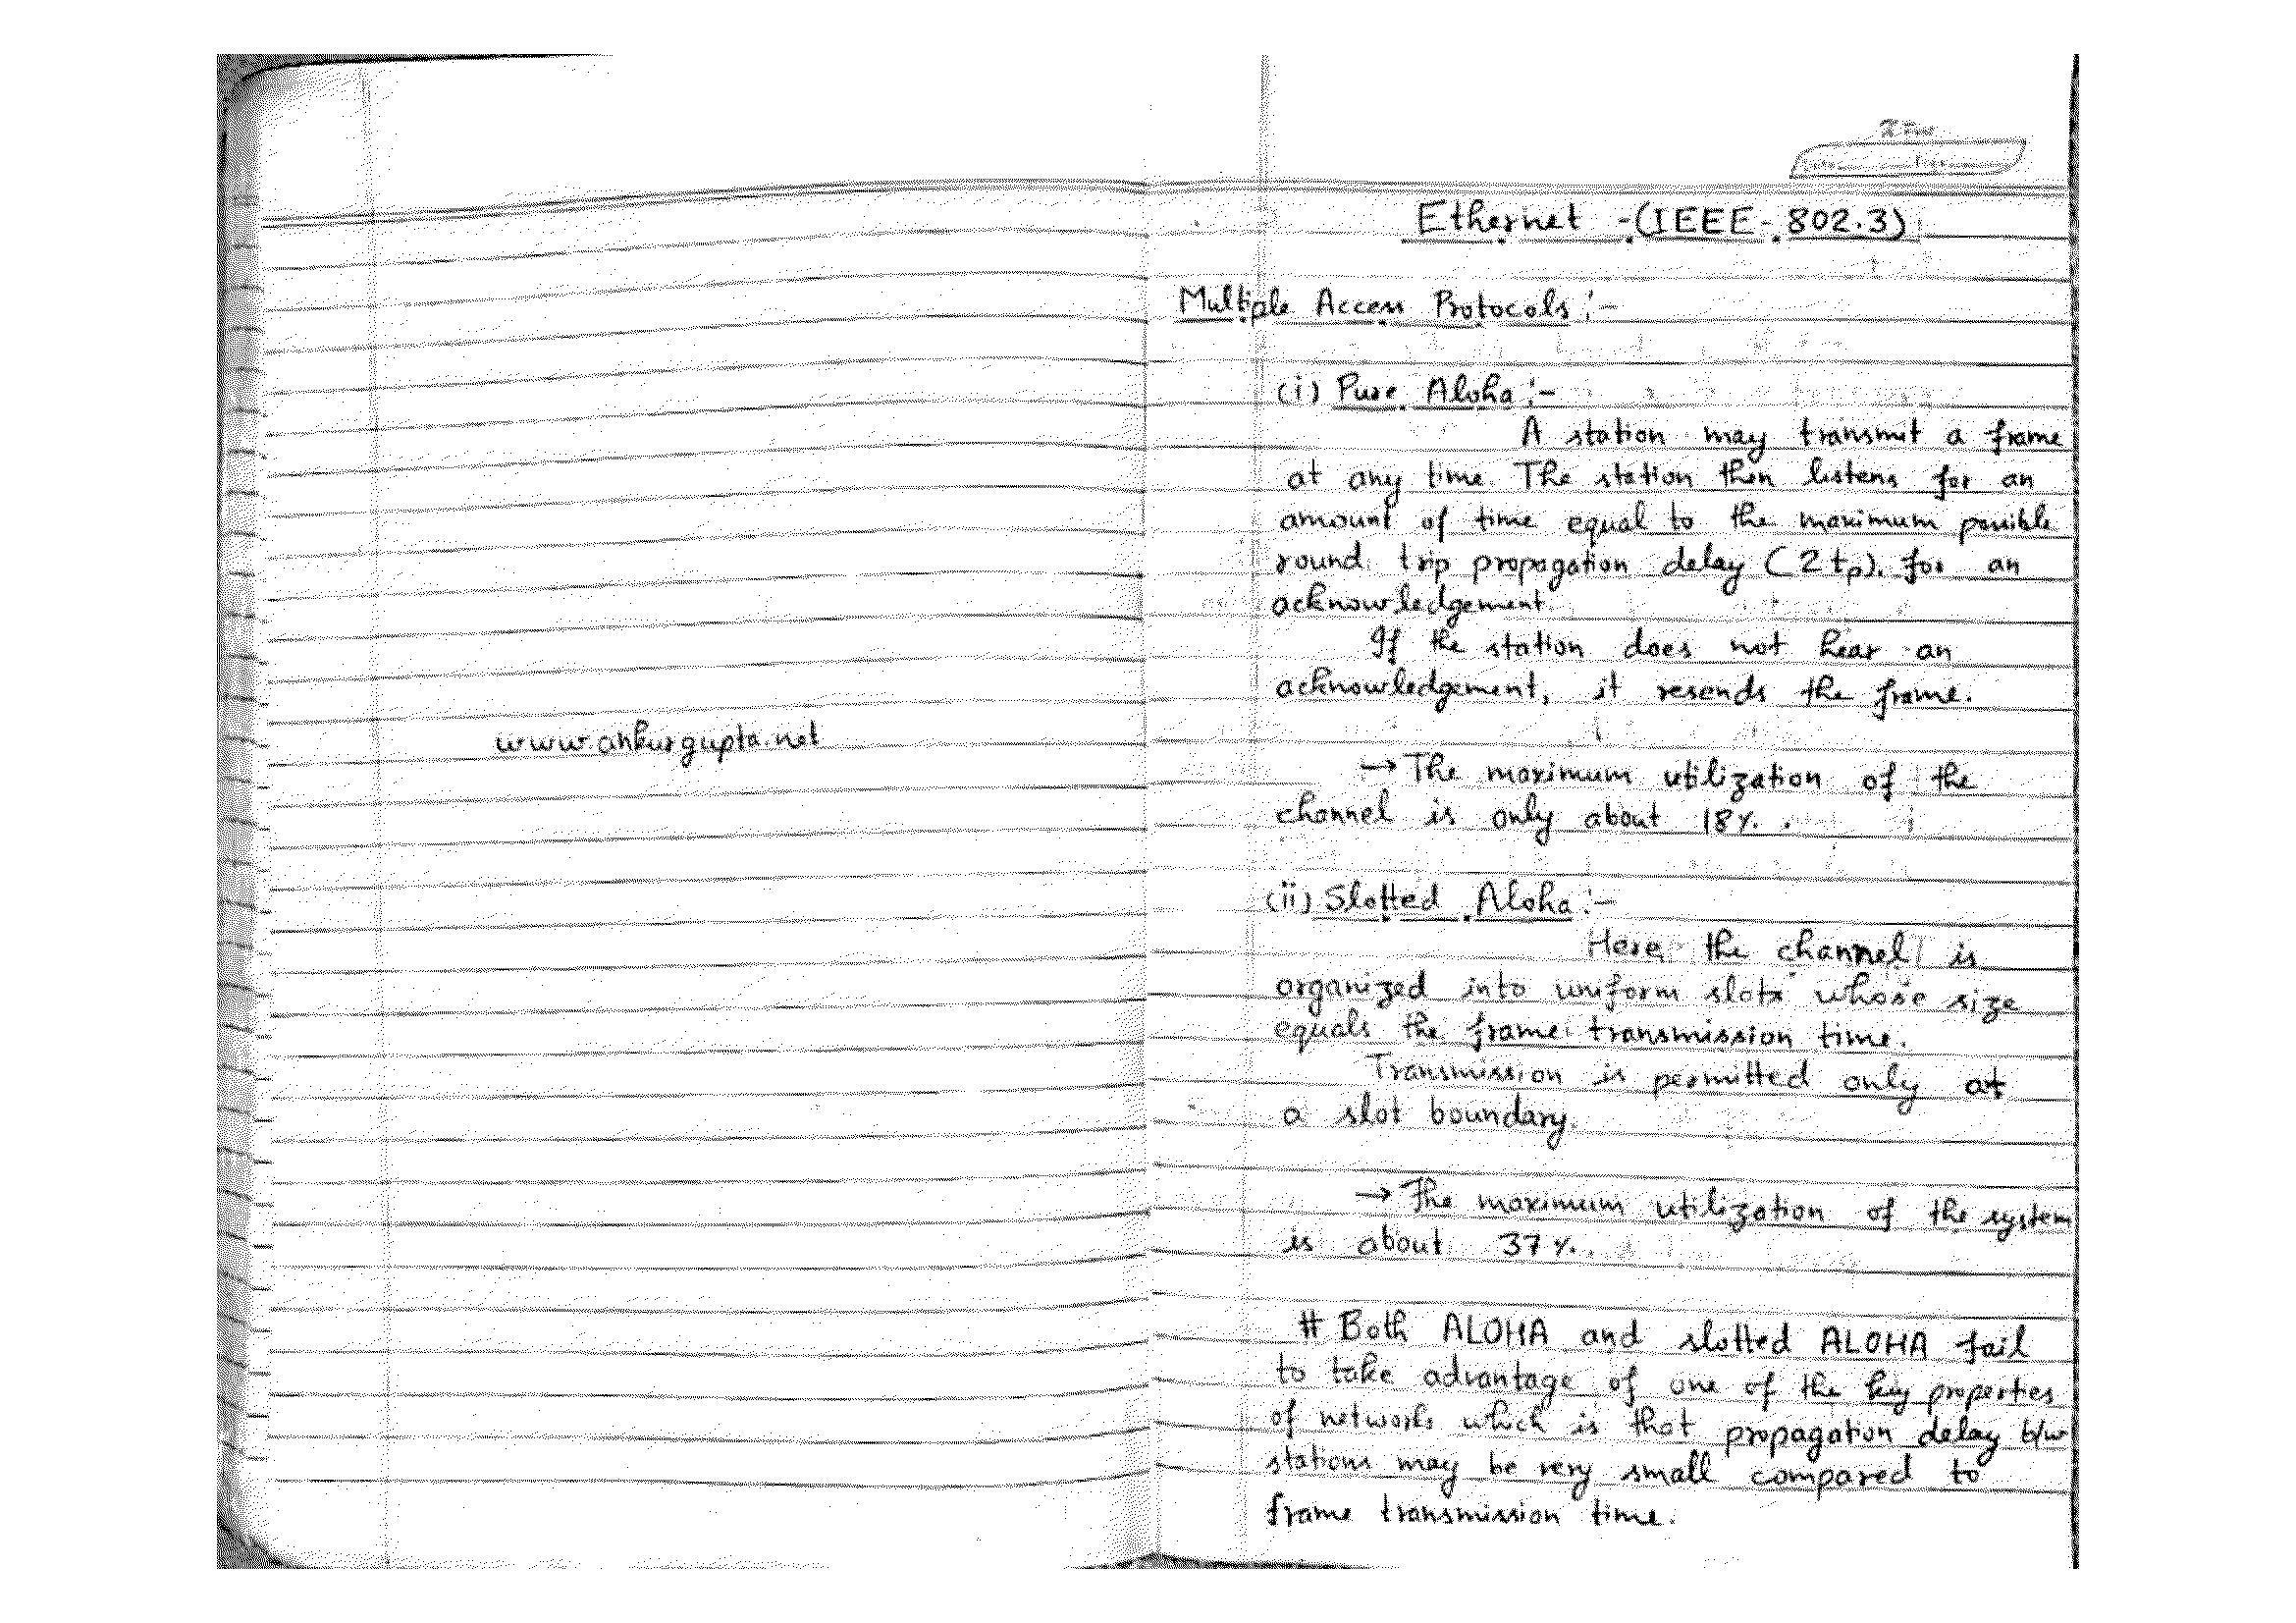 www.ankurgupta.net
Ethernet -(IEEE- 802.3)
Multiple Access Protocols :-
(i) Pure Aloha :-
A station may transmit a frame
at any time. The station then listens for an
amount of time equal to the maximum possible
round trip propagation delay (2tp). for an
acknowledgement.
If the station does not hear an
acknowledgement, it resends the frame.
→ The maximum utilization of the
channel is only about 18%.
(ii) Slotted Aloha :-
Here the channel is
organized into uniform slots whose size
equals the frame transmission time.
Transmission is permitted only at
a slot boundary.
→ The maximum utilization of the system
is about 37%.
# Both ALOHA and slotted ALOHA fail
to take advantage of one of the key properties
of networks which is that propagation delay b/w
stations may be very small compared to
frame transmission time.